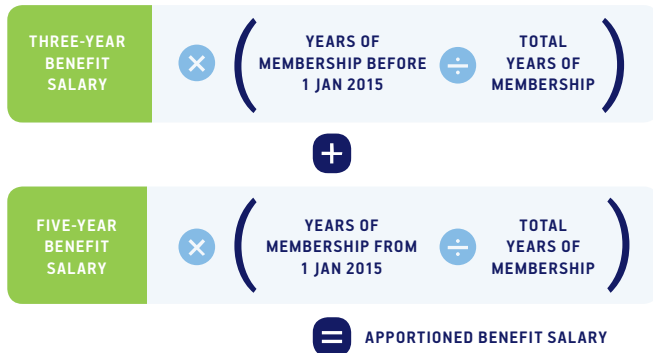 THREE-YEAR
BENEFIT
SALARY
×
(
YEARS OF
MEMBERSHIP BEFORE
1 JAN 2015
÷
TOTAL
YEARS OF
MEMBERSHIP
)
+
FIVE-YEAR
BENEFIT
SALARY
×
(
YEARS OF
MEMBERSHIP FROM
1 JAN 2015
÷
TOTAL
YEARS OF
MEMBERSHIP
)
= APPORTIONED BENEFIT SALARY